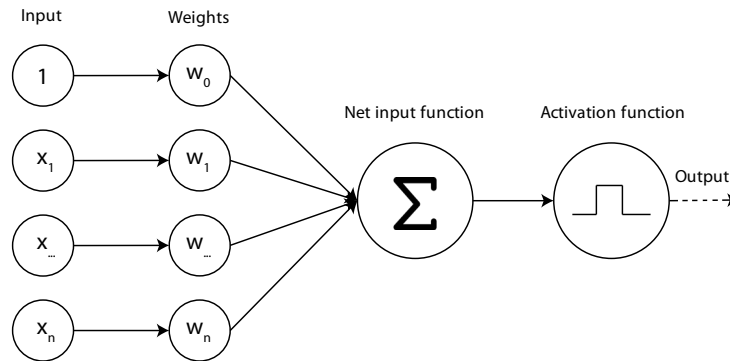 Input
Weights
1
w0
Net input function
Activation function
x1
w1
Σ
Output
x...
w...
xn
wn